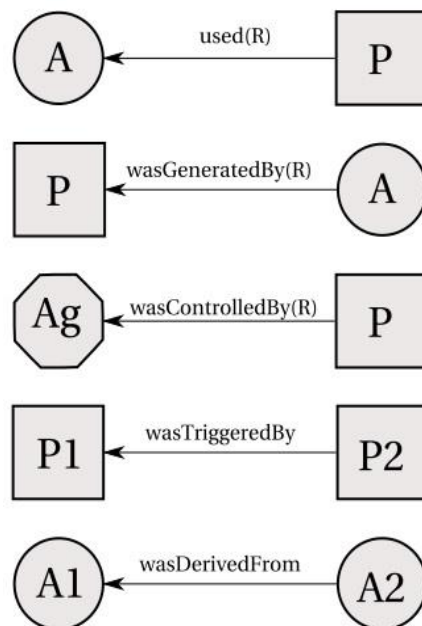 A used(R) P
P wasGeneratedBy(R) A
Ag wasControlledBy(R) P
P1 wasTriggeredBy P2
A1 wasDerivedFrom A2